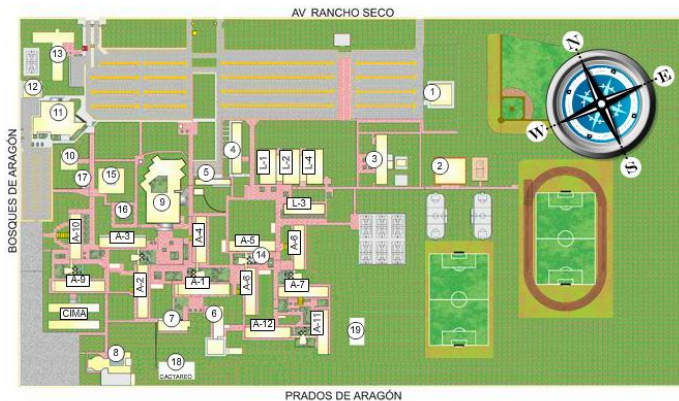 AV RANCHO SECO
N
E
W
S
13
12
11
1
BOSQUES DE ARAGÓN
10
17
15
16
9
5
4
L-1
L-2
L-4
3
2
L-3
A-10
A-3
A-4
A-5
14
A-6
A-9
A-2
A-1
A-6
A-7
CIMA
7
6
A-12
A-11
19
8
18
CACTAREO
PRADOS DE ARAGÓN